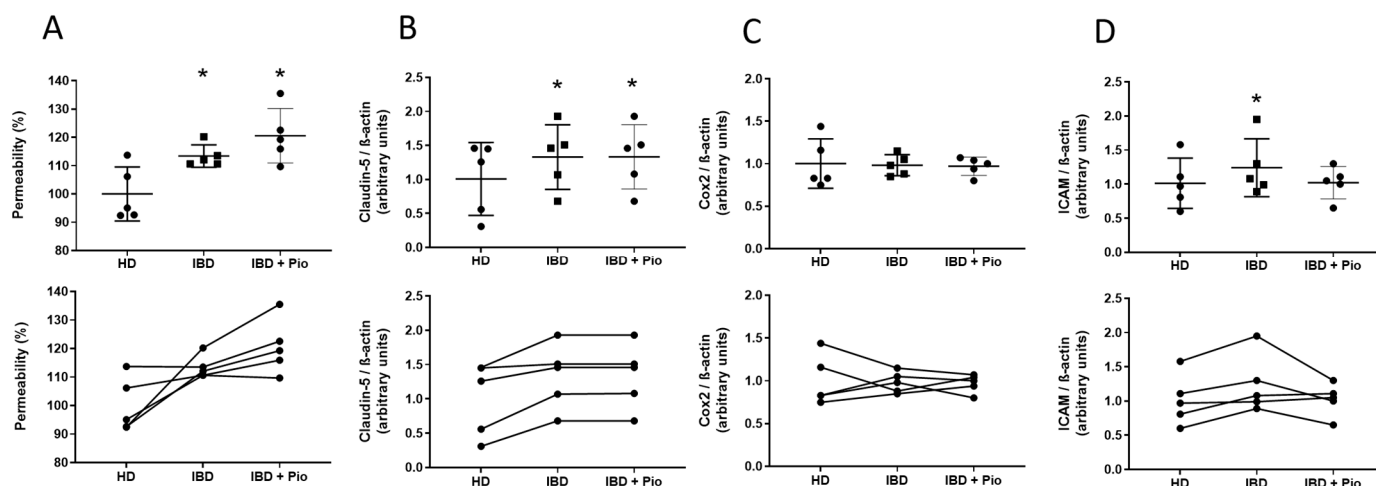 A
B
C
D
Permeability (%)
140
130
120
110
100
90
80
* *
HD IBD IBD + Pio
Claudin-5 / ß-actin
(arbitrary units)
2.5
2.0
1.5
1.0
0.5
0.0
* *
HD IBD IBD + Pio
Cox2 / ß-actin
(arbitrary units)
2.0
1.5
1.0
0.5
0.0
HD IBD IBD + Pio
ICAM / ß-actin
(arbitrary units)
2.5
2.0
1.5
1.0
0.5
0.0
*
HD IBD IBD + Pio
Permeability (%)
140
130
120
110
100
90
80
HD IBD IBD + Pio
Claudin-5 / ß-actin
(arbitrary units)
2.5
2.0
1.5
1.0
0.5
0.0
HD IBD IBD + Pio
Cox2 / ß-actin
(arbitrary units)
2.0
1.5
1.0
0.5
0.0
HD IBD IBD + Pio
ICAM / ß-actin
(arbitrary units)
2.5
2.0
1.5
1.0
0.5
0.0
HD IBD IBD + Pio